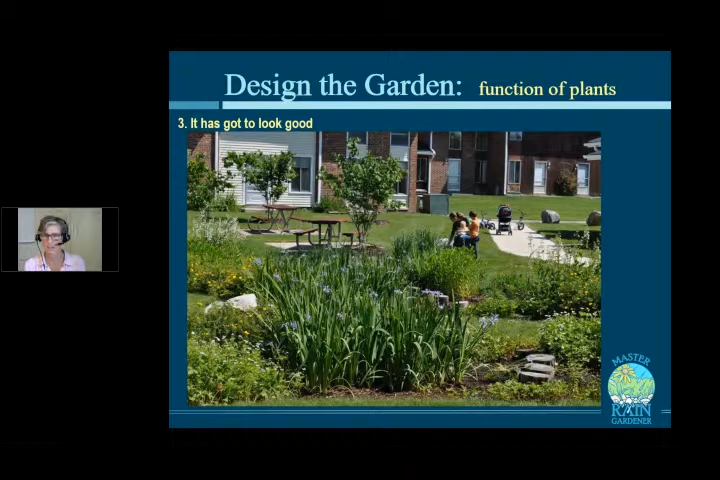 Design the Garden: function of plants
3. It has got to look good
MASTER
RAIN
GARDENER